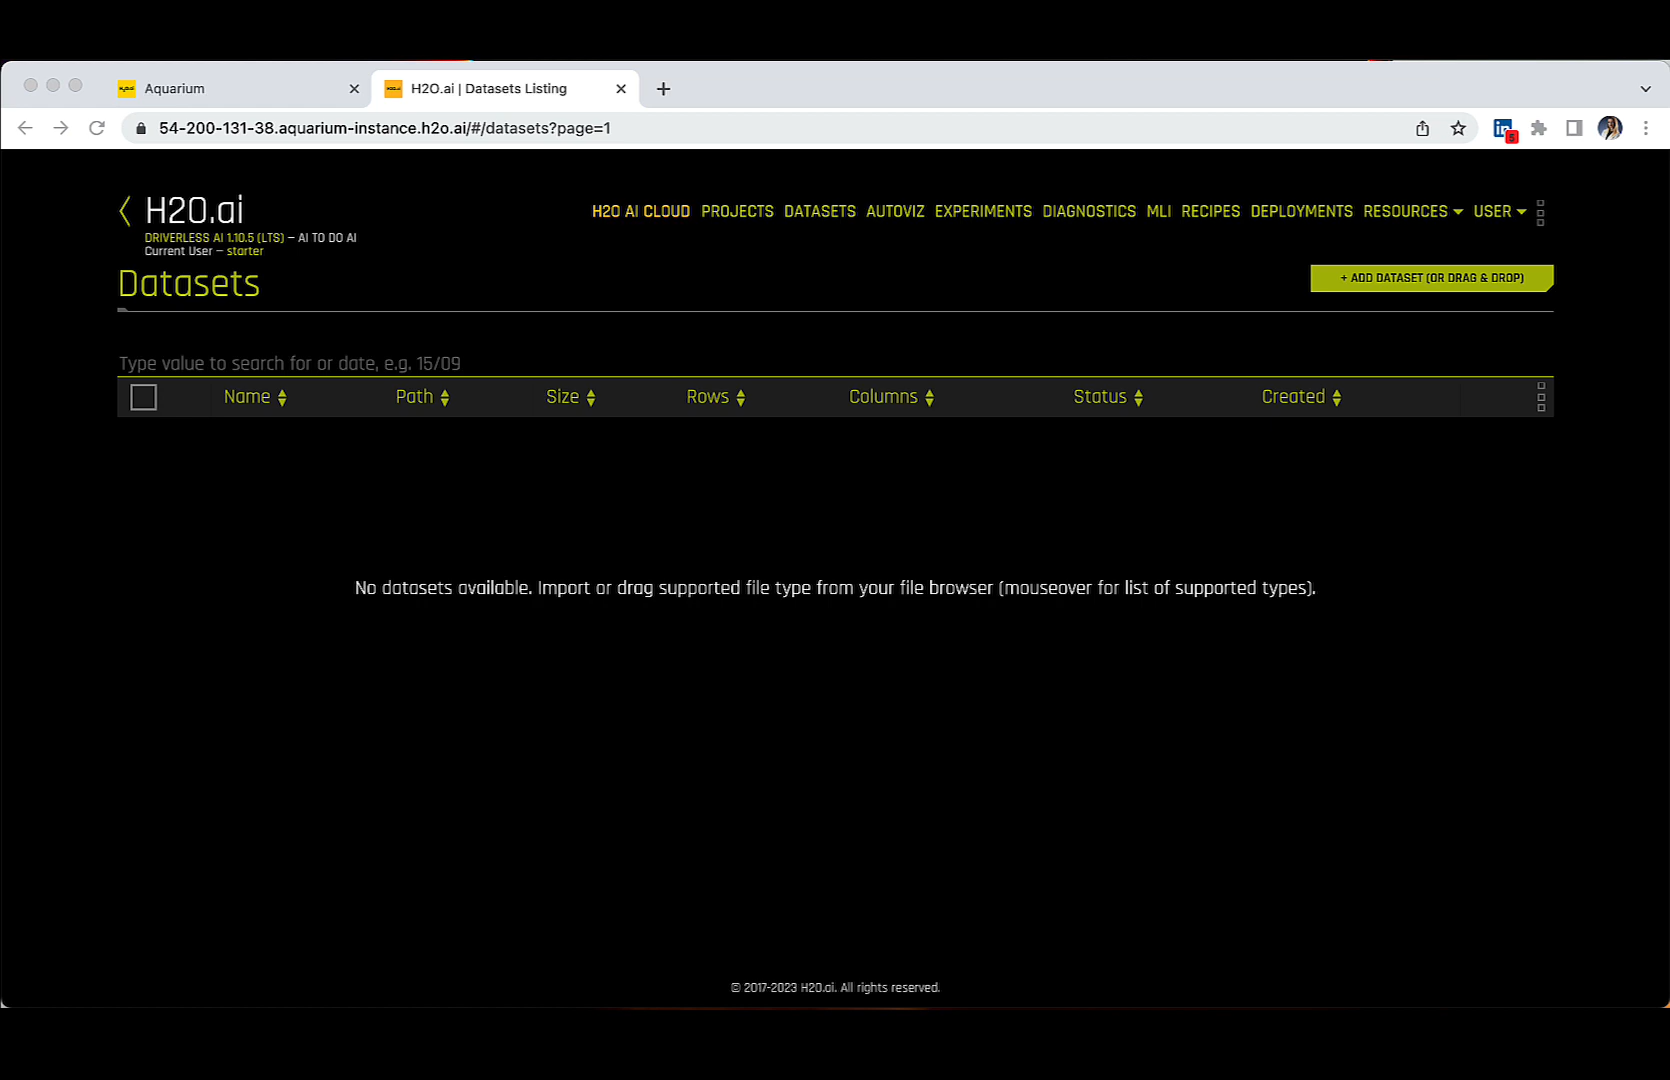 Aquarium
H2O.ai | Datasets Listing
54-200-131-38.aquarium-instance.h2o.ai/#/datasets?page=1
H2O.ai
DRIVERLESS AI 1.10.5 (LTS) – AI TO DO AI
Current User – starter
H2O AI CLOUD PROJECTS DATASETS AUTOVIZ EXPERIMENTS DIAGNOSTICS MLI RECIPES DEPLOYMENTS RESOURCES USER
Datasets
+ ADD DATASET (OR DRAG & DROP)
Type value to search for or date, e.g. 15/09
Name Path Size Rows Columns Status Created
No datasets available. Import or drag supported file type from your file browser (mouseover for list of supported types).
© 2017-2023 H2O.ai. All rights reserved.